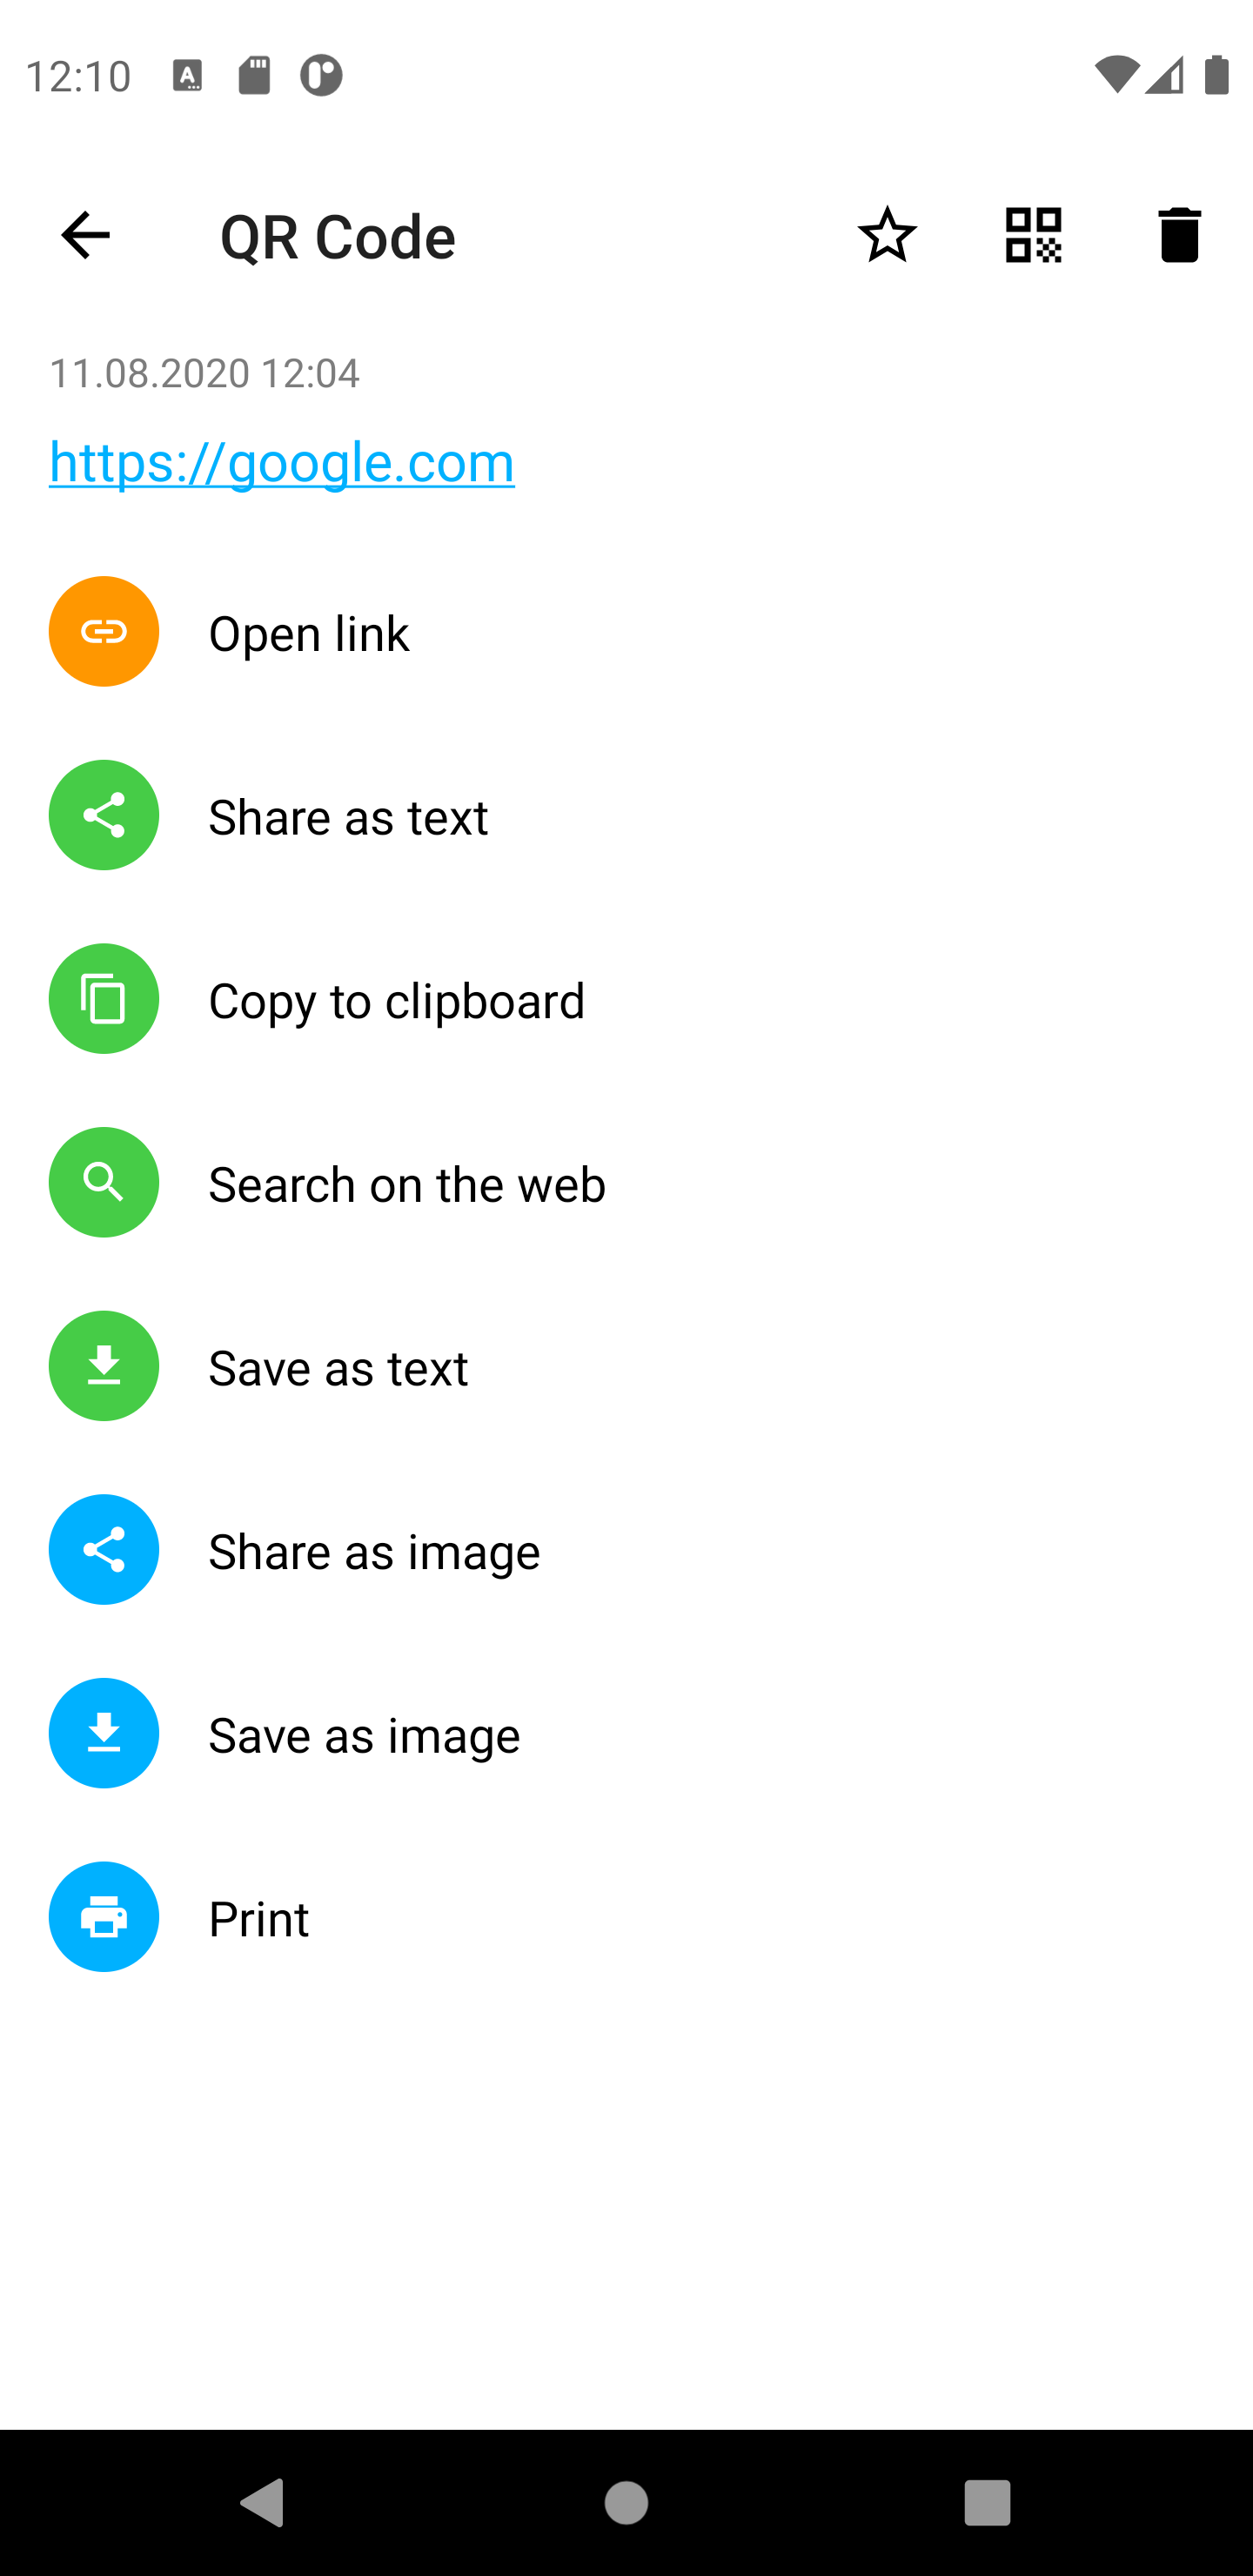 12:10
QR Code
11.08.2020 12:04
https://google.com
Open link
Share as text
Copy to clipboard
Search on the web
Save as text
Share as image
Save as image
Print